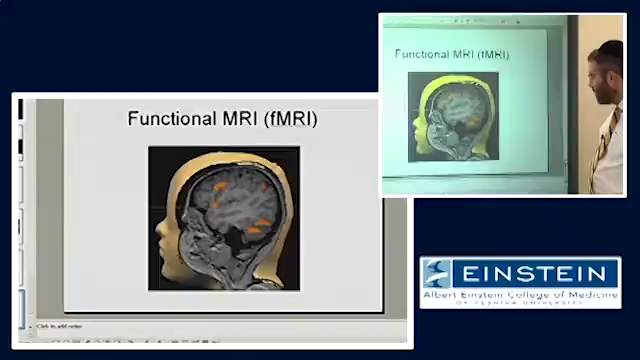 Functional MRI (fMRI)
Functional MRI (fMRI)
Click to add notes
EINSTEIN
Albert Einstein College of Medicine
OF YESHIVA UNIVERSITY